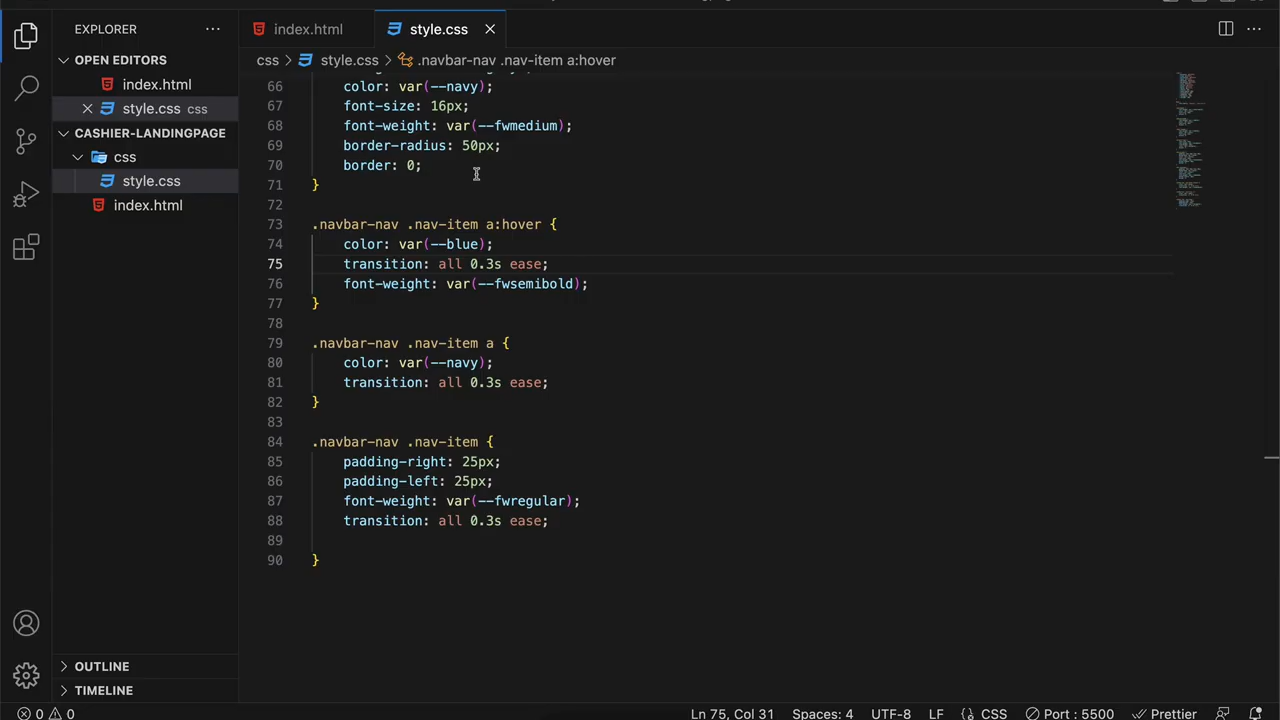 EXPLORER
OPEN EDITORS
index.html
style.css css
CASHIER-LANDINGPAGE
css
style.css
index.html
OUTLINE
TIMELINE
index.html
style.css
css > style.css > .navbar-nav .nav-item a:hover
66 color: var(--navy);
67 font-size: 16px;
68 font-weight: var(--fwmedium);
69 border-radius: 50px;
70 border: 0;
71 }
72
73 .navbar-nav .nav-item a:hover {
74 color: var(--blue);
75 transition: all 0.3s ease;
76 font-weight: var(--fwsemibold);
77 }
78
79 .navbar-nav .nav-item a {
80 color: var(--navy);
81 transition: all 0.3s ease;
82 }
83
84 .navbar-nav .nav-item {
85 padding-right: 25px;
86 padding-left: 25px;
87 font-weight: var(--fwregular);
88 transition: all 0.3s ease;
89
90 }
0 0
Ln 75, Col 31 Spaces: 4 UTF-8 LF {} CSS Port : 5500 Prettier